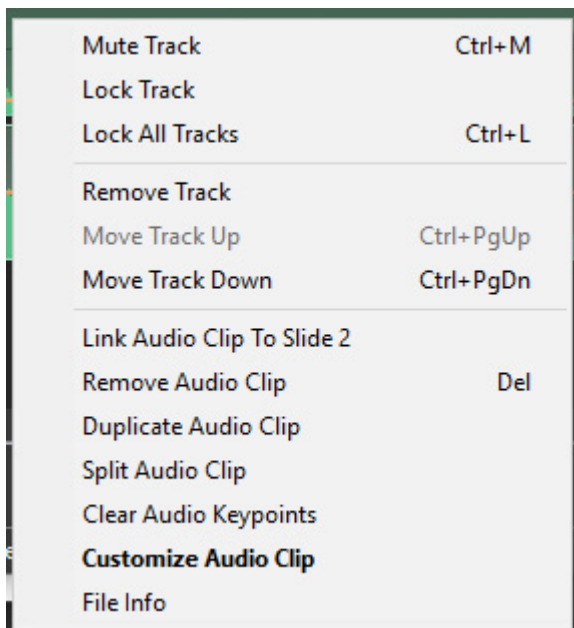 Mute Track Ctrl+M
Lock Track
Lock All Tracks Ctrl+L
Remove Track
Move Track Up Ctrl+PgUp
Move Track Down Ctrl+PgDn
Link Audio Clip To Slide 2
Remove Audio Clip Del
Duplicate Audio Clip
Split Audio Clip
Clear Audio Keypoints
Customize Audio Clip
File Info